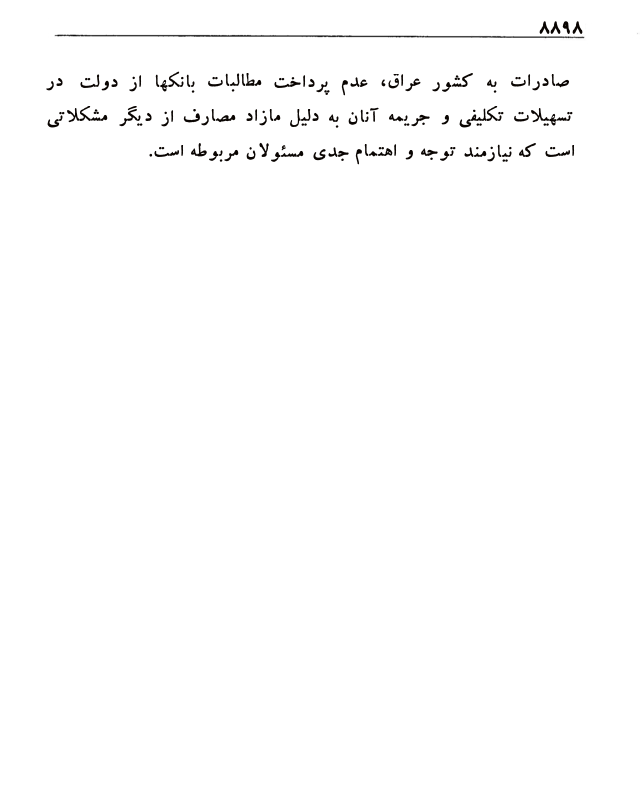 ۸۸۹۸
صادرات به کشور عراق، عدم پرداخت مطالبات بانکها از دولت در
تسهیلات تکلیفی و جریمه آنان به دلیل مازاد مصارف از دیگر مشکلاتی
است که نیازمند توجه و اهتمام جدی مسئولان مربوطه است.